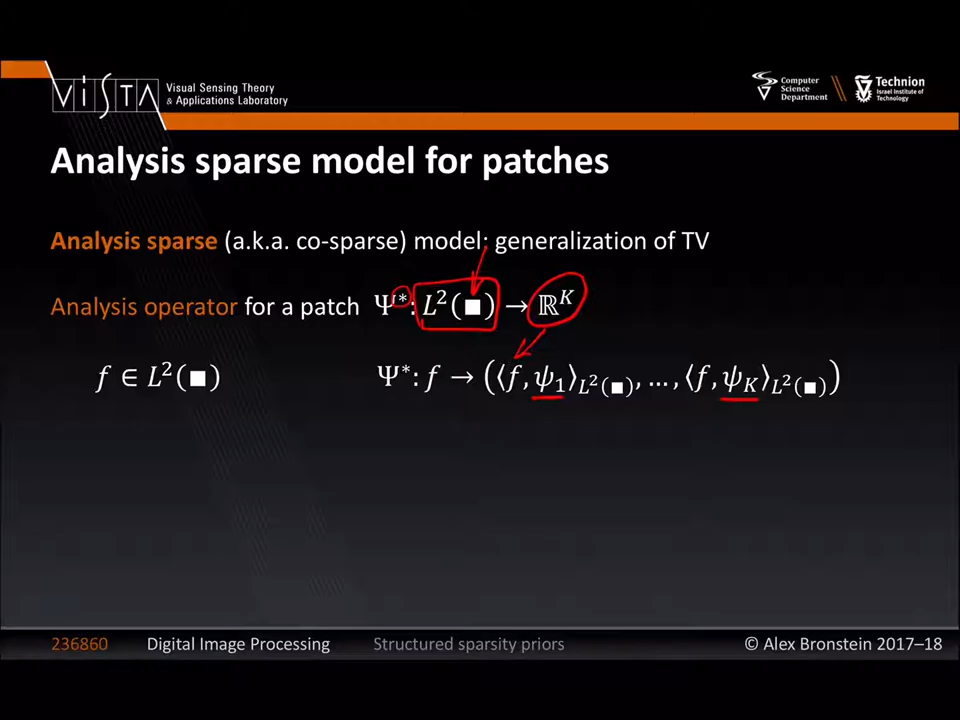 ViSTA Visual Sensing Theory & Applications Laboratory
Computer Science Department
Technion Israel Institute of Technology
Analysis sparse model for patches
Analysis sparse (a.k.a. co-sparse) model: generalization of TV
Analysis operator for a patch Ψ*: L²(■) → ℝᴷ
f ∈ L²(■) Ψ*: f → (⟨f, ψ₁⟩_L²(■), …, ⟨f, ψ_K⟩_L²(■))
236860 Digital Image Processing Structured sparsity priors © Alex Bronstein 2017–18